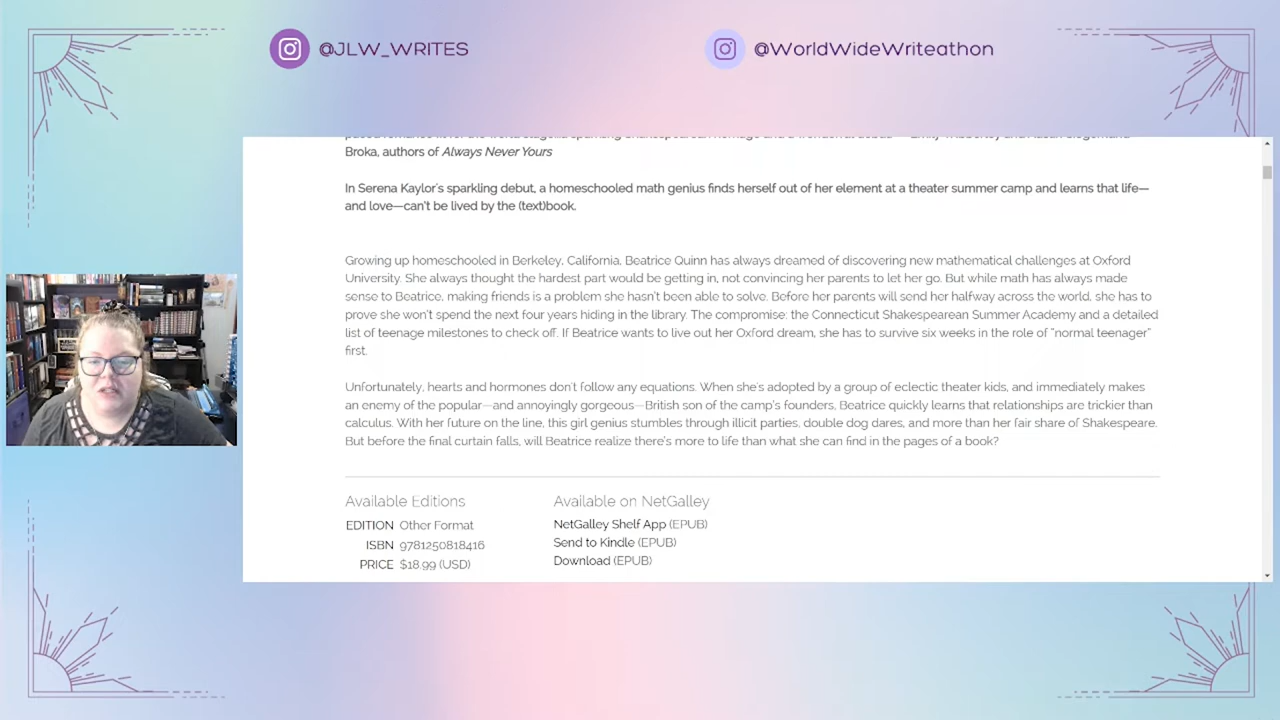 @JLW_WRITES
@WorldWideWriteathon
Broka, authors of Always Never Yours
In Serena Kaylor's sparkling debut, a homeschooled math genius finds herself out of her element at a theater summer camp and learns that life—
and love—can't be lived by the (text)book.
Growing up homeschooled in Berkeley, California, Beatrice Quinn has always dreamed of discovering new mathematical challenges at Oxford
University. She always thought the hardest part would be getting in, not convincing her parents to let her go. But while math has always made
sense to Beatrice, making friends is a problem she hasn't been able to solve. Before her parents will send her halfway across the world, she has to
prove she won't spend the next four years hiding in the library. The compromise: the Connecticut Shakespearean Summer Academy and a detailed
list of teenage milestones to check off. If Beatrice wants to live out her Oxford dream, she has to survive six weeks in the role of "normal teenager"
first.
Unfortunately, hearts and hormones don't follow any equations. When she's adopted by a group of eclectic theater kids, and immediately makes
an enemy of the popular—and annoyingly gorgeous—British son of the camp's founders, Beatrice quickly learns that relationships are trickier than
calculus. With her future on the line, this girl genius stumbles through illicit parties, double dog dares, and more than her fair share of Shakespeare.
But before the final curtain falls, will Beatrice realize there's more to life than what she can find in the pages of a book?
Available Editions
EDITION Other Format
ISBN 9781250818416
PRICE $18.99 (USD)
Available on NetGalley
NetGalley Shelf App (EPUB)
Send to Kindle (EPUB)
Download (EPUB)